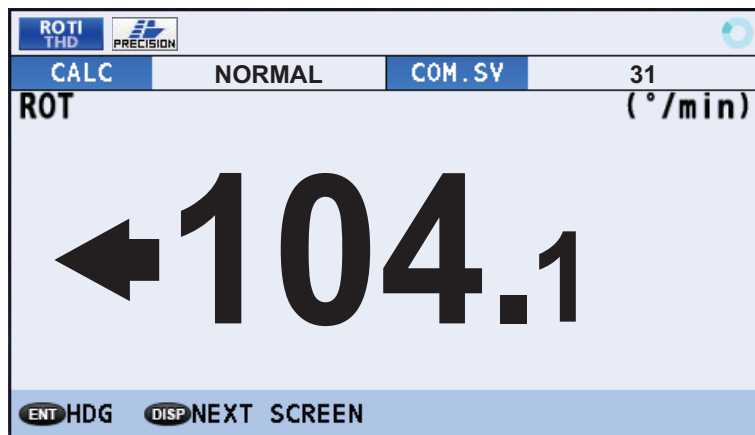 ROTI
THD PRECISION
CALC NORMAL COM.SV 31
ROT (°/min)
104.1
ENT HDG DISP NEXT SCREEN